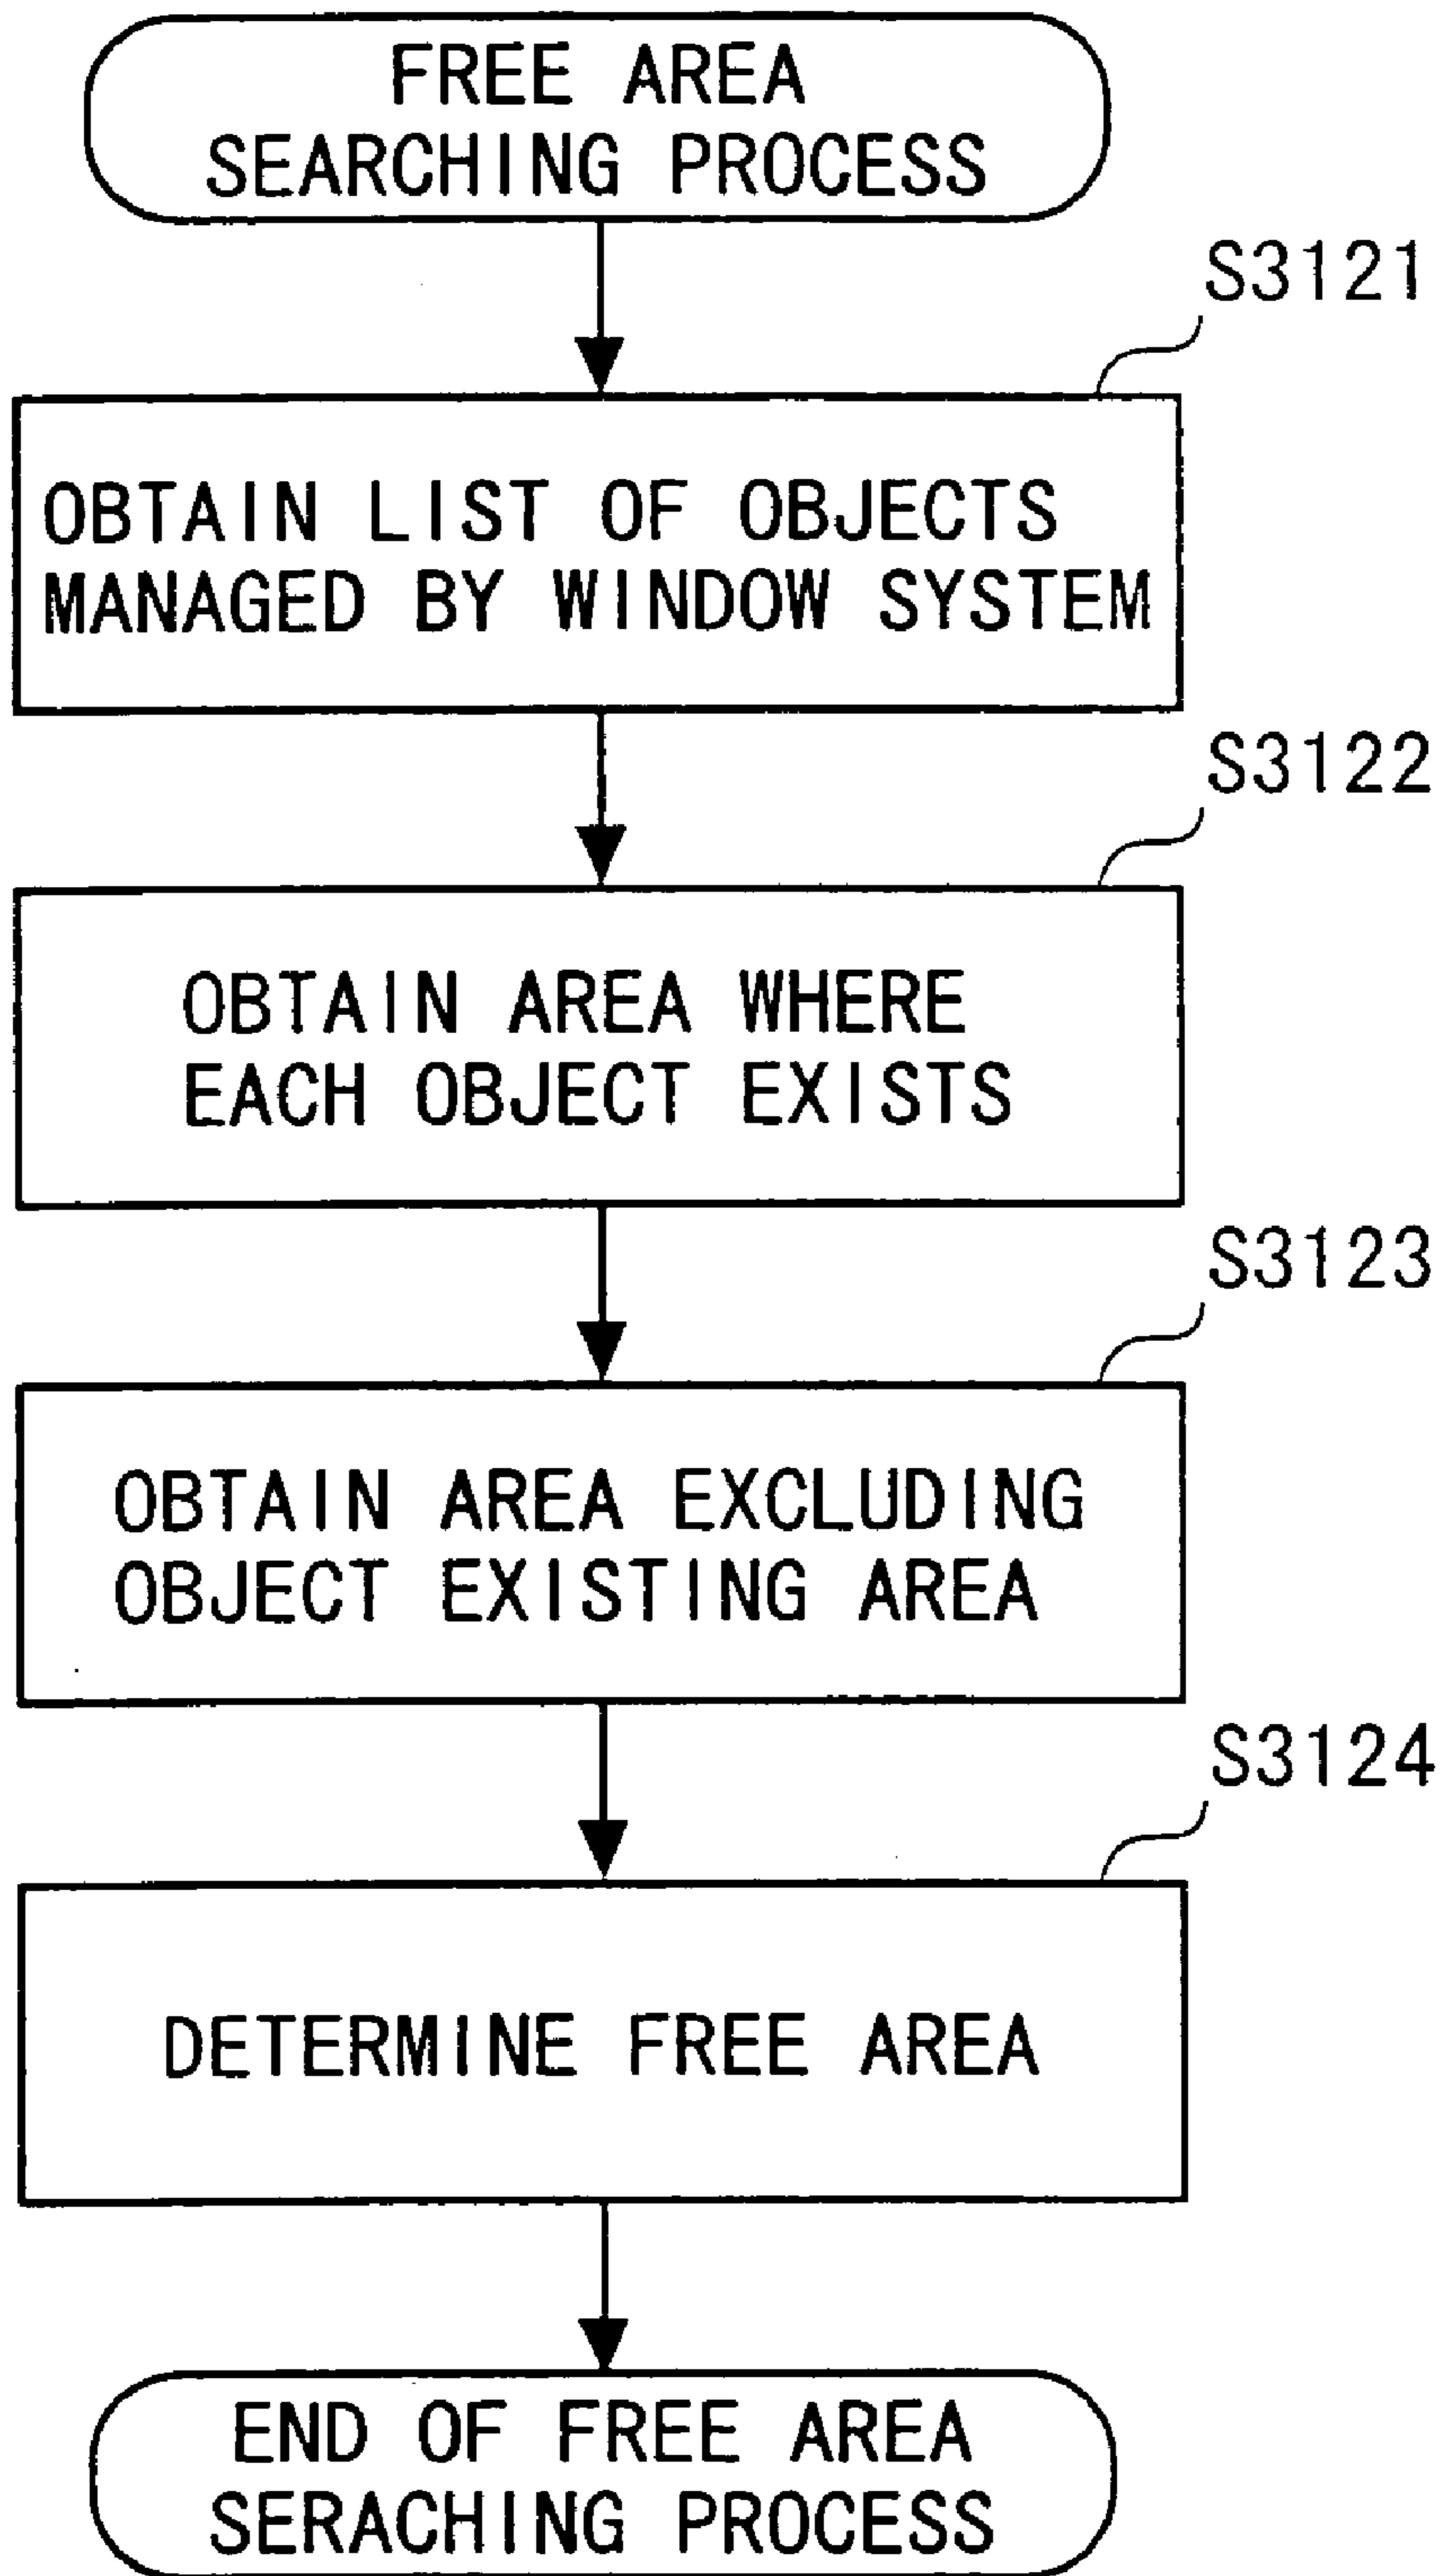 FREE AREA
SEARCHING PROCESS
S3121
OBTAIN LIST OF OBJECTS
MANAGED BY WINDOW SYSTEM
S3122
OBTAIN AREA WHERE
EACH OBJECT EXISTS
S3123
OBTAIN AREA EXCLUDING
OBJECT EXISTING AREA
S3124
DETERMINE FREE AREA
END OF FREE AREA
SERACHING PROCESS